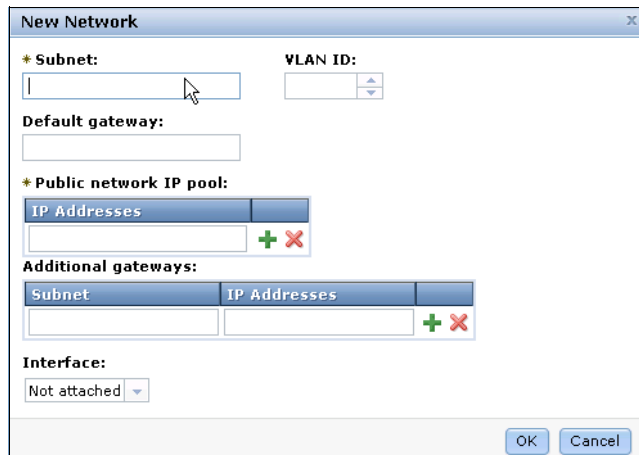 New Network
x
* Subnet:
VLAN ID:
Default gateway:
* Public network IP pool:
IP Addresses
Additional gateways:
Subnet IP Addresses
Interface:
Not attached
OK Cancel